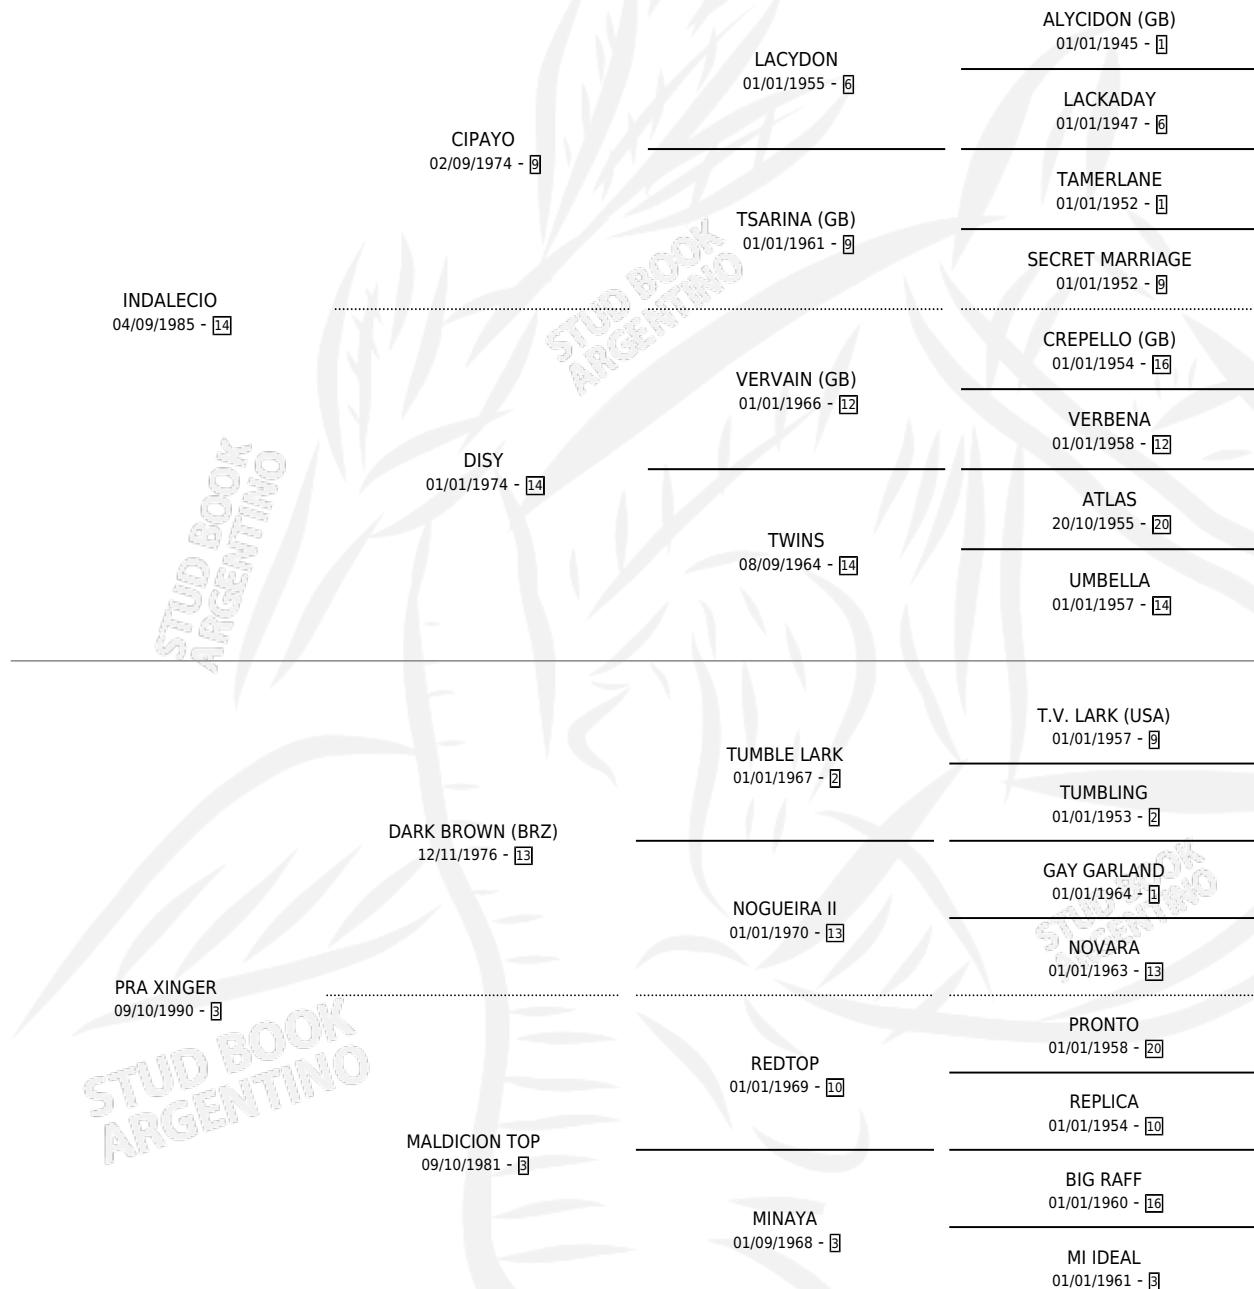 ALYCIDON (GB)
01/01/1945 - 1
LACYDON
01/01/1955 - 6
LACKADAY
01/01/1947 - 6
CIPAYO
02/09/1974 - 9
TAMERLANE
01/01/1952 - 1
TSARINA (GB)
01/01/1961 - 9
SECRET MARRIAGE
01/01/1952 - 9
INDALECIO
04/09/1985 - 14
CREPELLO (GB)
01/01/1954 - 16
VERVAIN (GB)
01/01/1966 - 12
VERBENA
01/01/1958 - 12
DISY
01/01/1974 - 14
ATLAS
20/10/1955 - 20
TWINS
08/09/1964 - 14
UMBELLA
01/01/1957 - 14
STUD BOOK
ARGENTINO
STUD BOOK
ARGENTINO
T.V. LARK (USA)
01/01/1957 - 9
TUMBLE LARK
01/01/1967 - 2
TUMBLING
01/01/1953 - 2
DARK BROWN (BRZ)
12/11/1976 - 13
GAY GARLAND
01/01/1964 - 1
NOGUEIRA II
01/01/1970 - 13
NOVARA
01/01/1963 - 13
STUD BOOK
ARGENTINO
PRA XINGER
09/10/1990 - 3
PRONTO
01/01/1958 - 20
REDTOP
01/01/1969 - 10
REPLICA
01/01/1954 - 10
STUD BOOK
ARGENTINO
MALDICION TOP
09/10/1981 - 3
BIG RAFF
01/01/1960 - 16
MINAYA
01/09/1968 - 3
MI IDEAL
01/01/1961 - 3